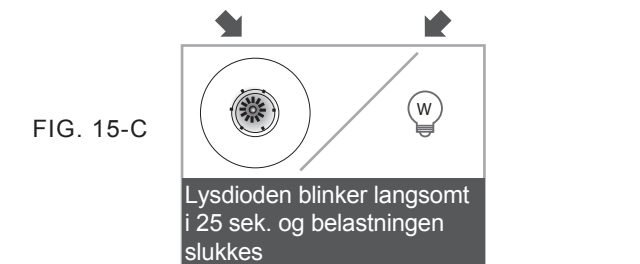 FIG. 15-C
W
Lysdioden blinker langsomt
i 25 sek. og belastningen
slukkes